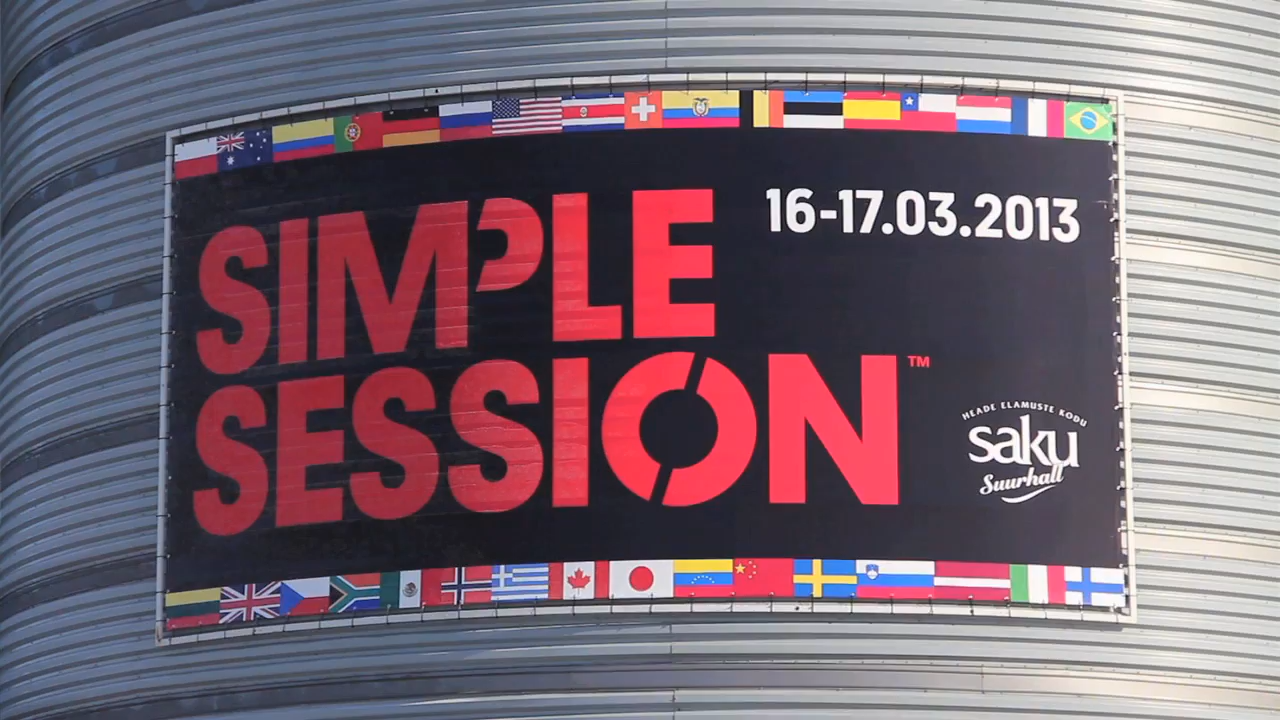 16-17.03.2013
SIMPLE
SESSION™
HEADE ELAMUSTE KODU
saku
Suurhall